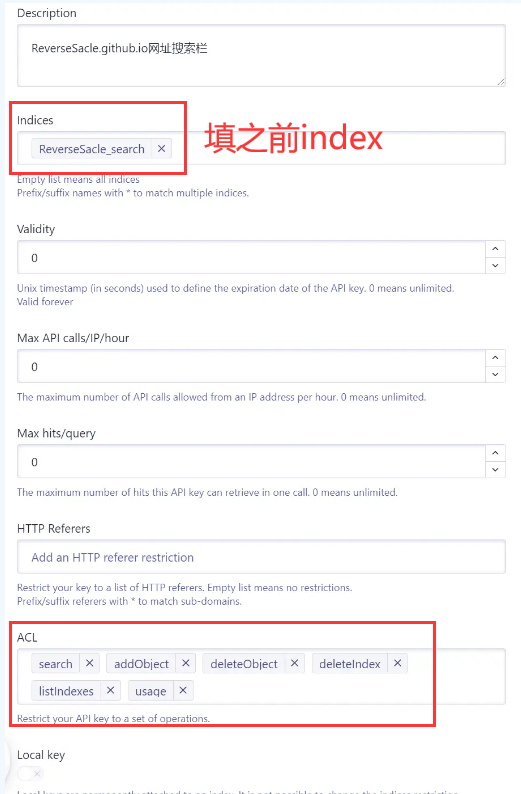 Description
ReverseSacle.github.io网址搜索栏
Indices
ReverseSacle_search ×
填之前index
Empty list means all indices
Prefix/suffix names with * to match multiple indices.
Validity
0
Unix timestamp (in seconds) used to define the expiration date of the API key. 0 means unlimited.
Valid forever
Max API calls/IP/hour
0
The maximum number of API calls allowed from an IP address per hour. 0 means unlimited.
Max hits/query
0
The maximum number of hits this API key can retrieve in one call. 0 means unlimited.
HTTP Referers
Add an HTTP referer restriction
Restrict your key to a list of HTTP referers. Empty list means no restrictions.
Prefix/suffix referers with * to match sub-domains.
ACL
search × addObject × deleteObject × deleteIndex ×
listIndexes × usage ×
Restrict your API key to a set of operations.
Local key